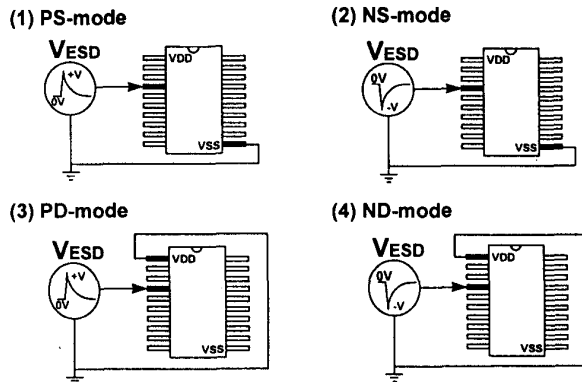 (1) PS-mode
VESD
+V
0V
VDD
VSS
(2) NS-mode
VESD
0V
-V
VDD
VSS
(3) PD-mode
VESD
+V
0V
VDD
VSS
(4) ND-mode
VESD
0V
-V
VDD
VSS